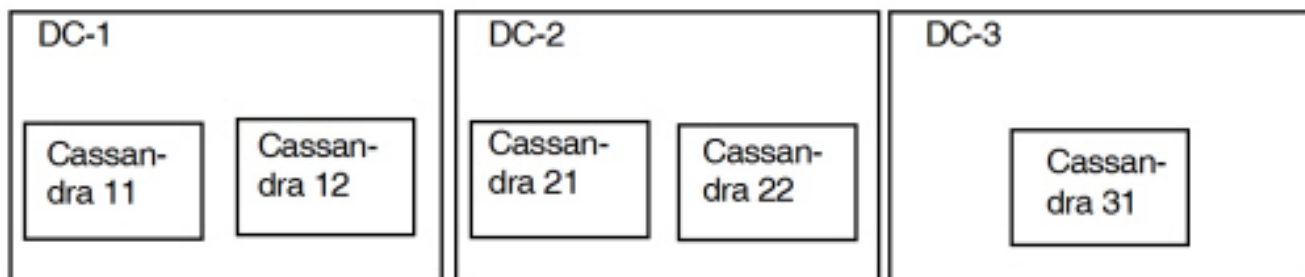 DC-1
Cassan-
dra 11
Cassan-
dra 12
DC-2
Cassan-
dra 21
Cassan-
dra 22
DC-3
Cassan-
dra 31